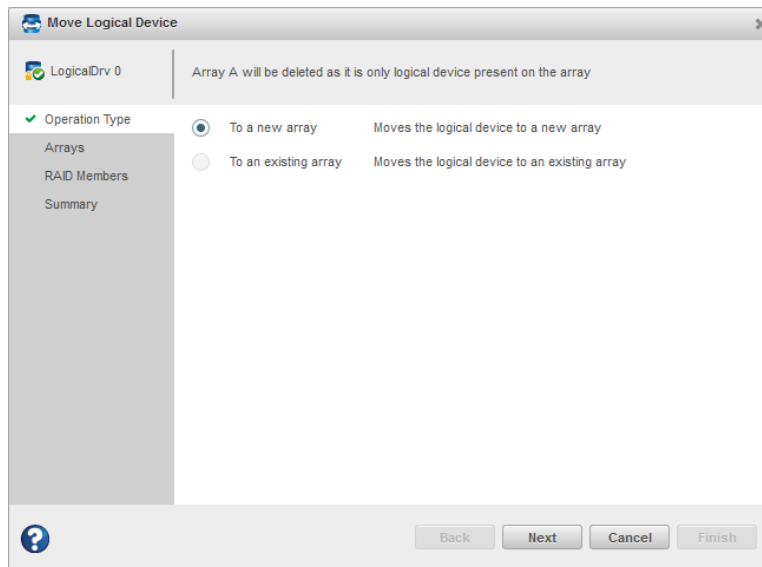 Move Logical Device
LogicalDrv 0
Array A will be deleted as it is only logical device present on the array
Operation Type
Arrays
RAID Members
Summary
To a new array Moves the logical device to a new array
To an existing array Moves the logical device to an existing array
Back Next Cancel Finish